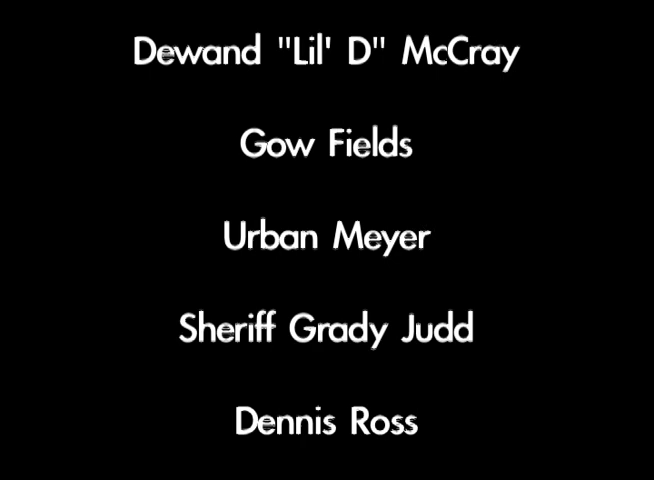 Dewand "Lil' D" McCray
Gow Fields
Urban Meyer
Sheriff Grady Judd
Dennis Ross